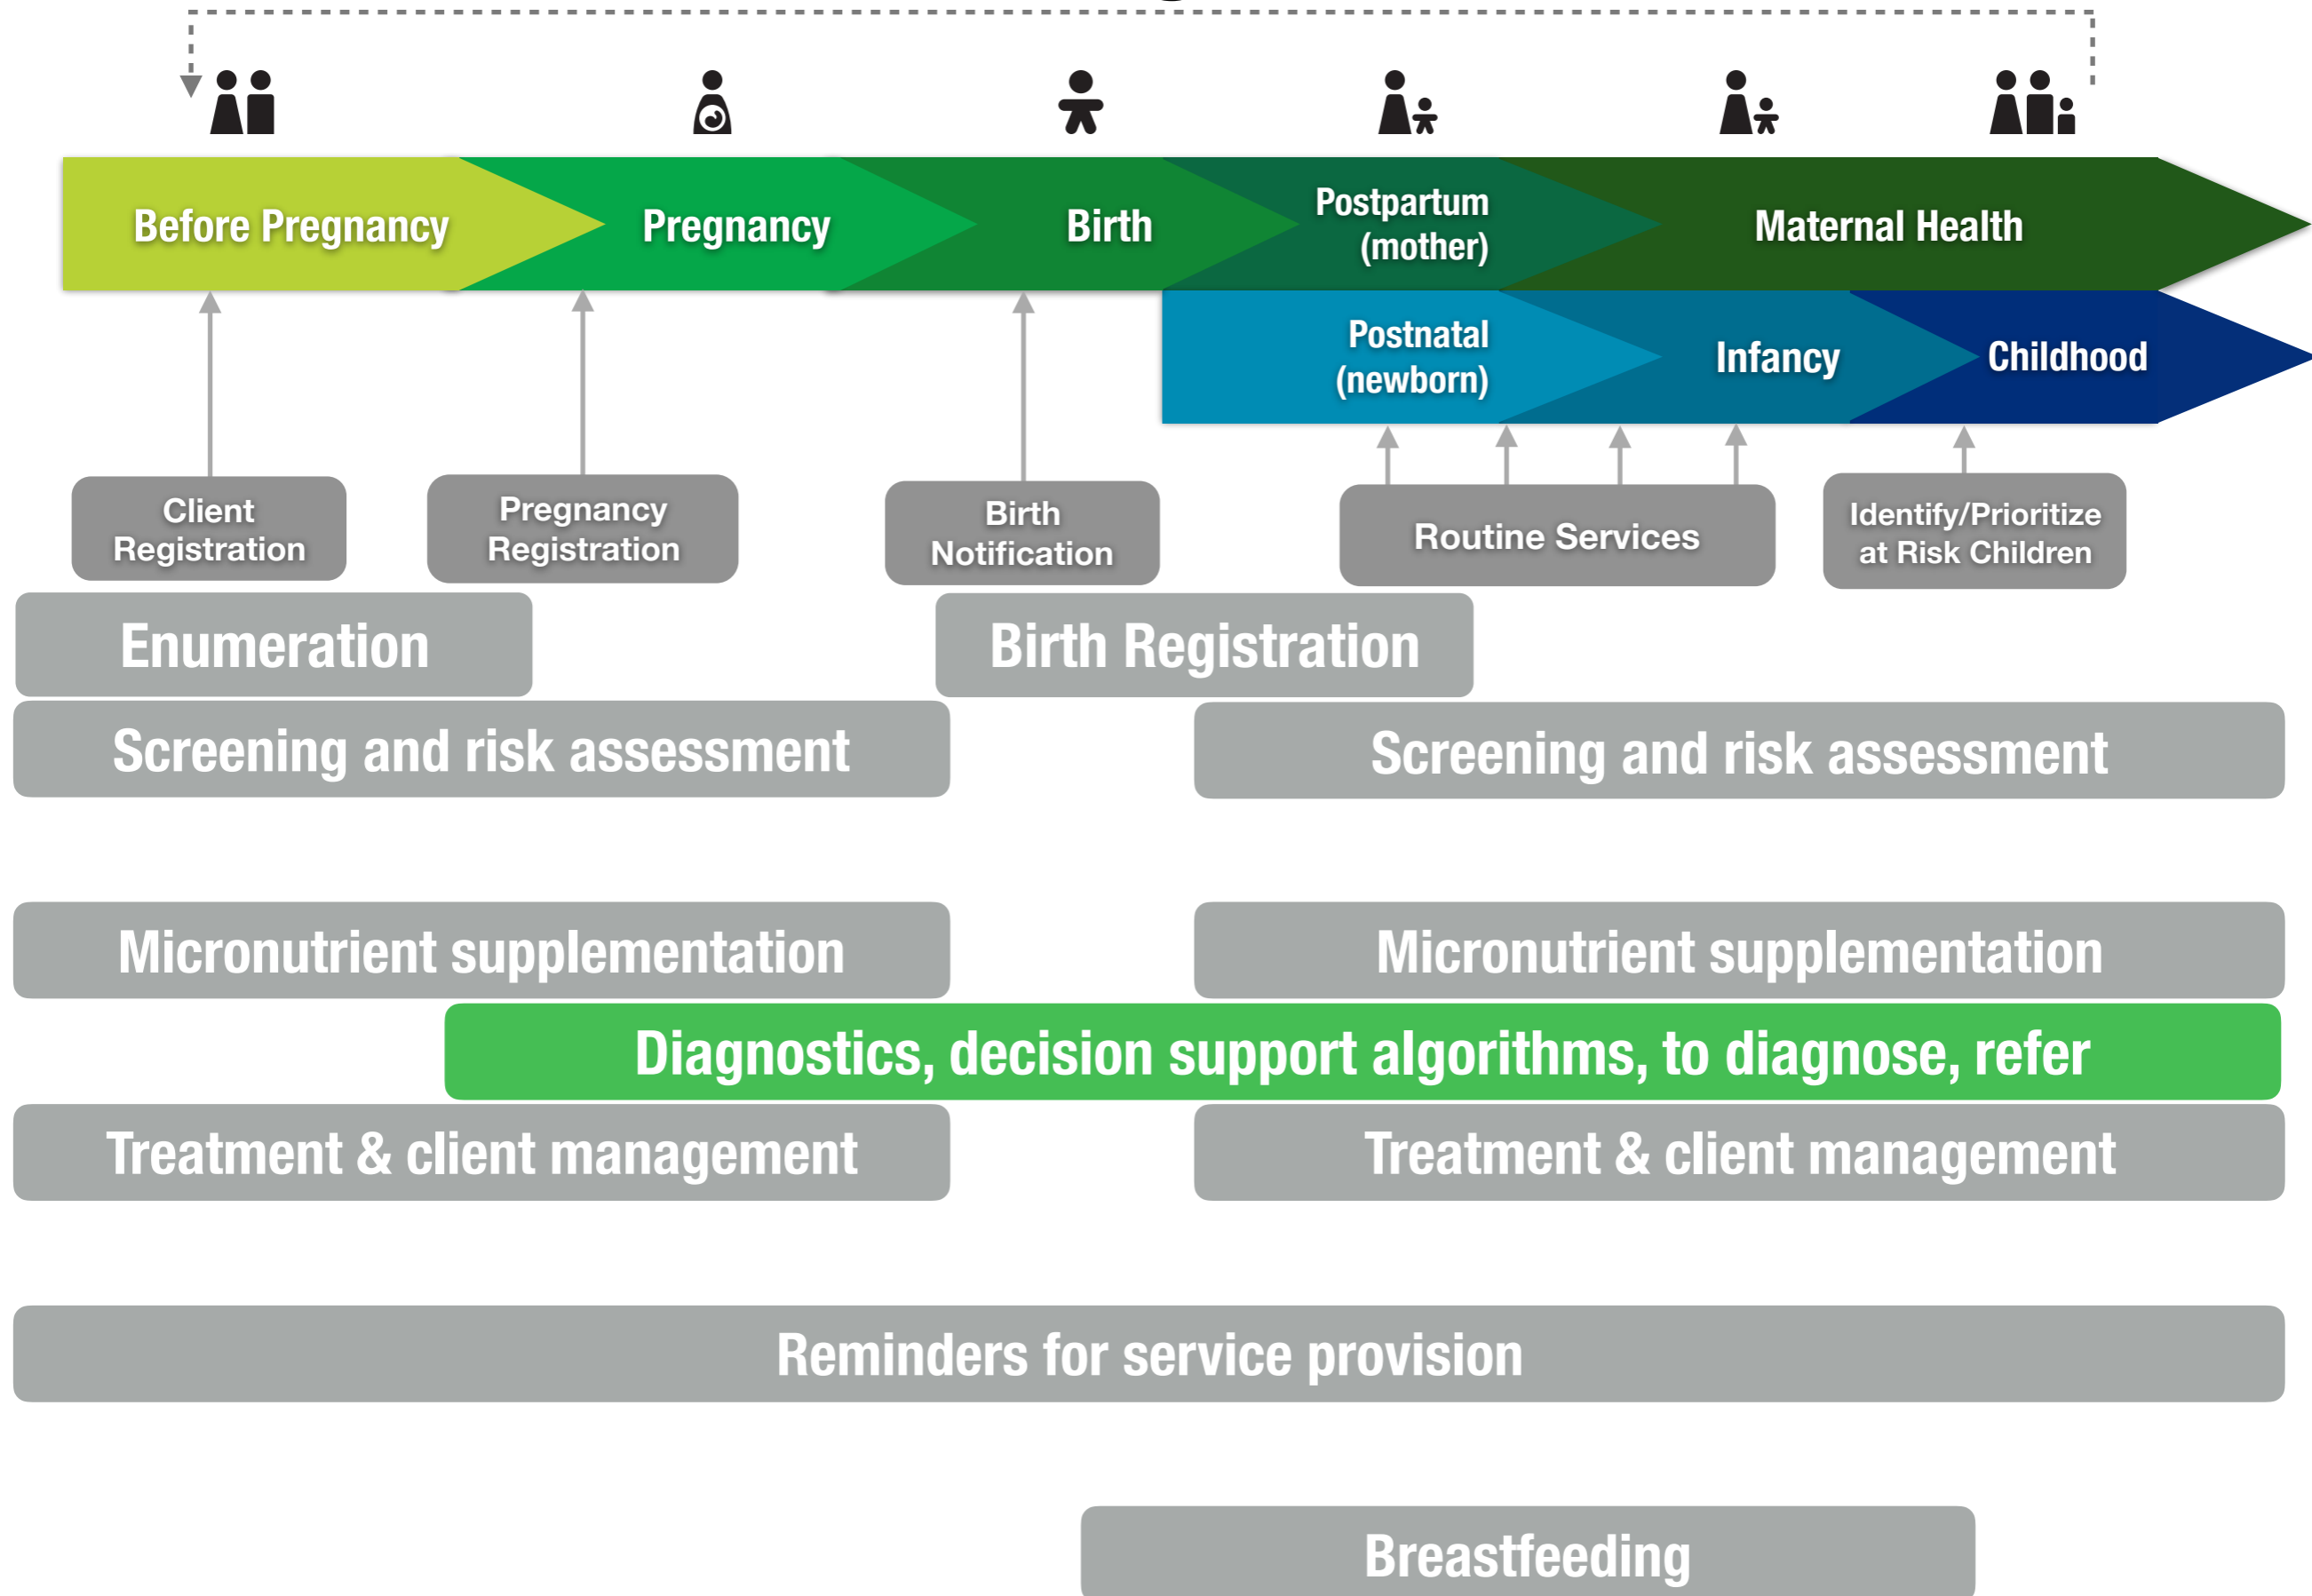 Before Pregnancy
Pregnancy
Birth
Postpartum
(mother)
Maternal Health
Postnatal
(newborn)
Infancy
Childhood
Client
Registration
Pregnancy
Registration
Birth
Notification
Routine Services
Identify/Prioritize
at Risk Children
Enumeration
Birth Registration
Screening and risk assessment
Screening and risk assessment
Micronutrient supplementation
Micronutrient supplementation
Diagnostics, decision support algorithms, to diagnose, refer
Treatment & client management
Treatment & client management
Reminders for service provision
Breastfeeding